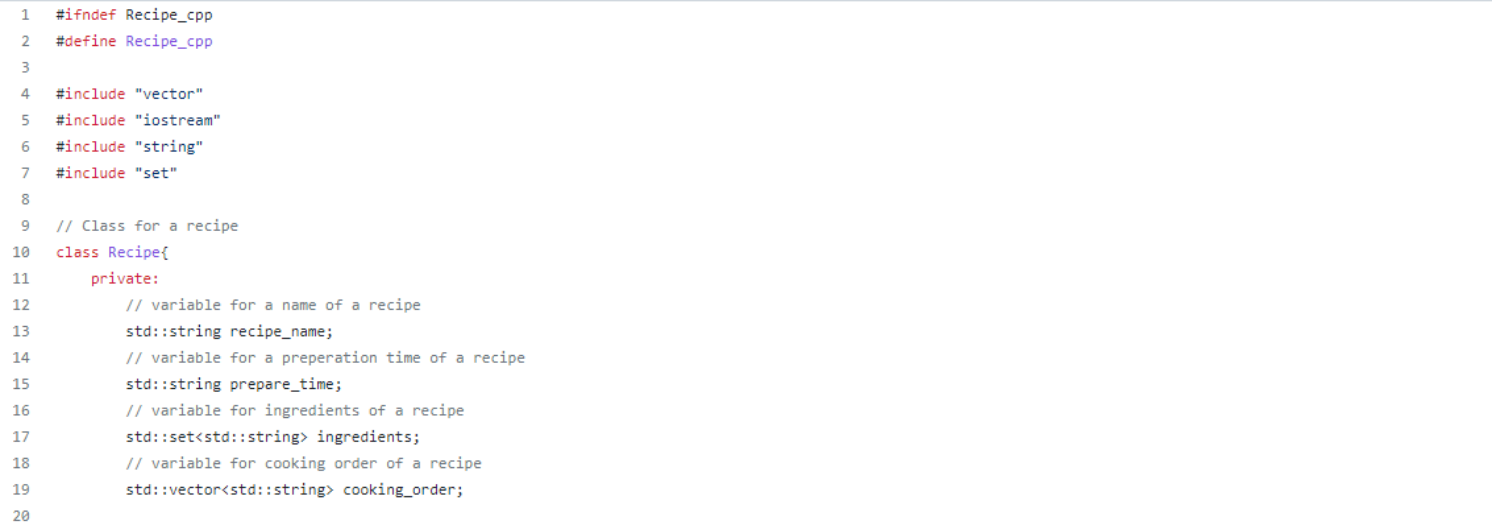 1 #ifndef Recipe_cpp
2 #define Recipe_cpp
3
4 #include "vector"
5 #include "iostream"
6 #include "string"
7 #include "set"
8
9 // Class for a recipe
10 class Recipe{
11     private:
12         // variable for a name of a recipe
13         std::string recipe_name;
14         // variable for a preperation time of a recipe
15         std::string prepare_time;
16         // variable for ingredients of a recipe
17         std::set<std::string> ingredients;
18         // variable for cooking order of a recipe
19         std::vector<std::string> cooking_order;
20